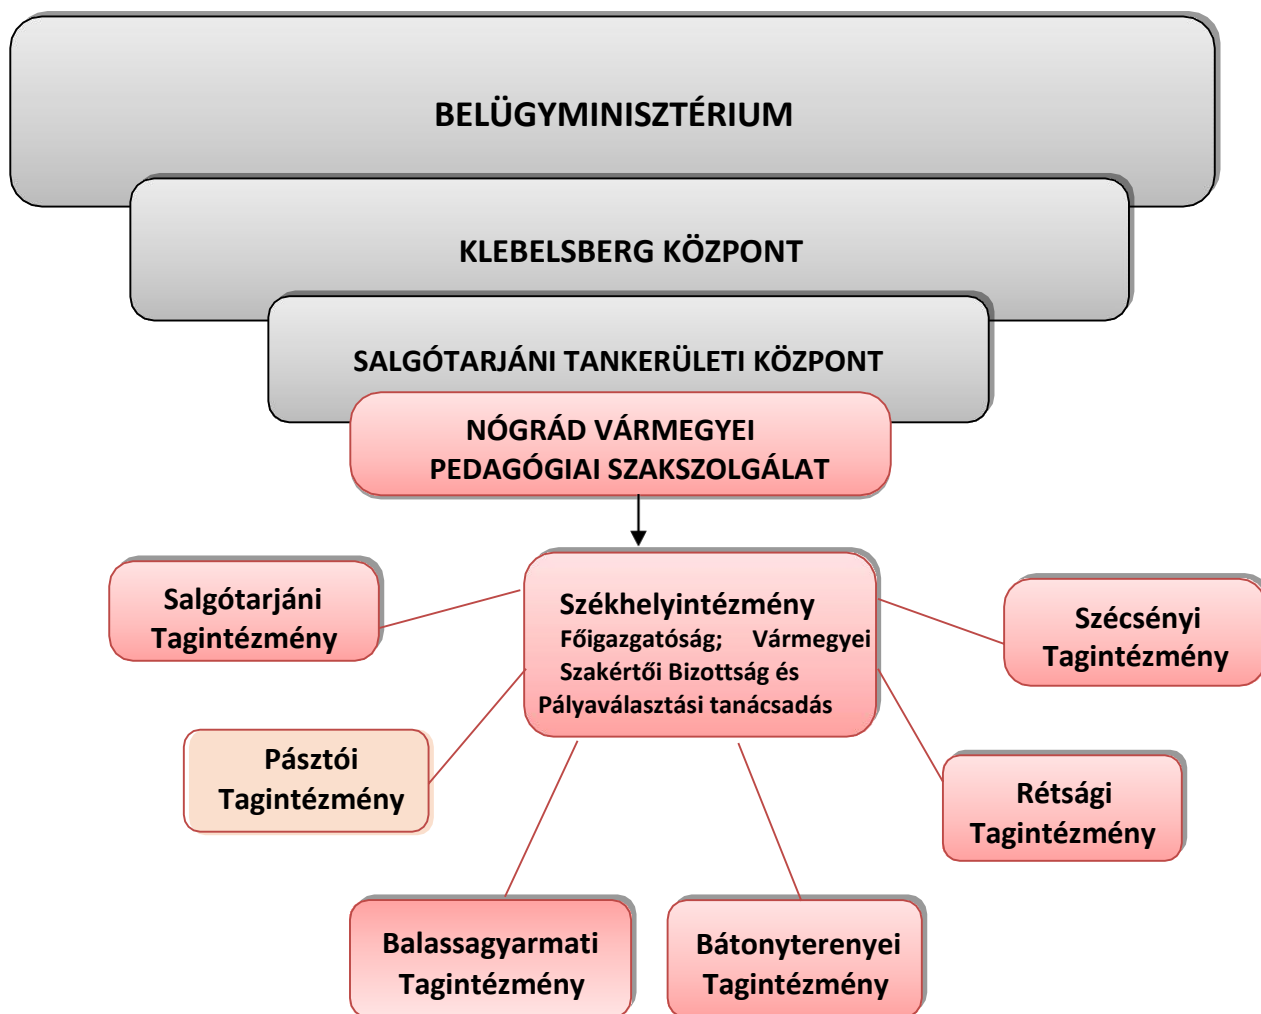 BELÜGYMINISZTÉRIUM
KLEBELSBERG KÖZPONT
SALGÓTARJÁNI TANKERÜLETI KÖZPONT
NÓGRÁD VÁRMEGYEI
PEDAGÓGIAI SZAKSZOLGÁLAT
Salgótarjáni
Tagintézmény
Székhelyintézmény
Főigazgatóság; Vármegyei
Szakértői Bizottság és
Pályaválasztási tanácsadás
Szécsényi
Tagintézmény
Pásztói
Tagintézmény
Rétsági
Tagintézmény
Balassagyarmati
Tagintézmény
Bátonyterenyei
Tagintézmény